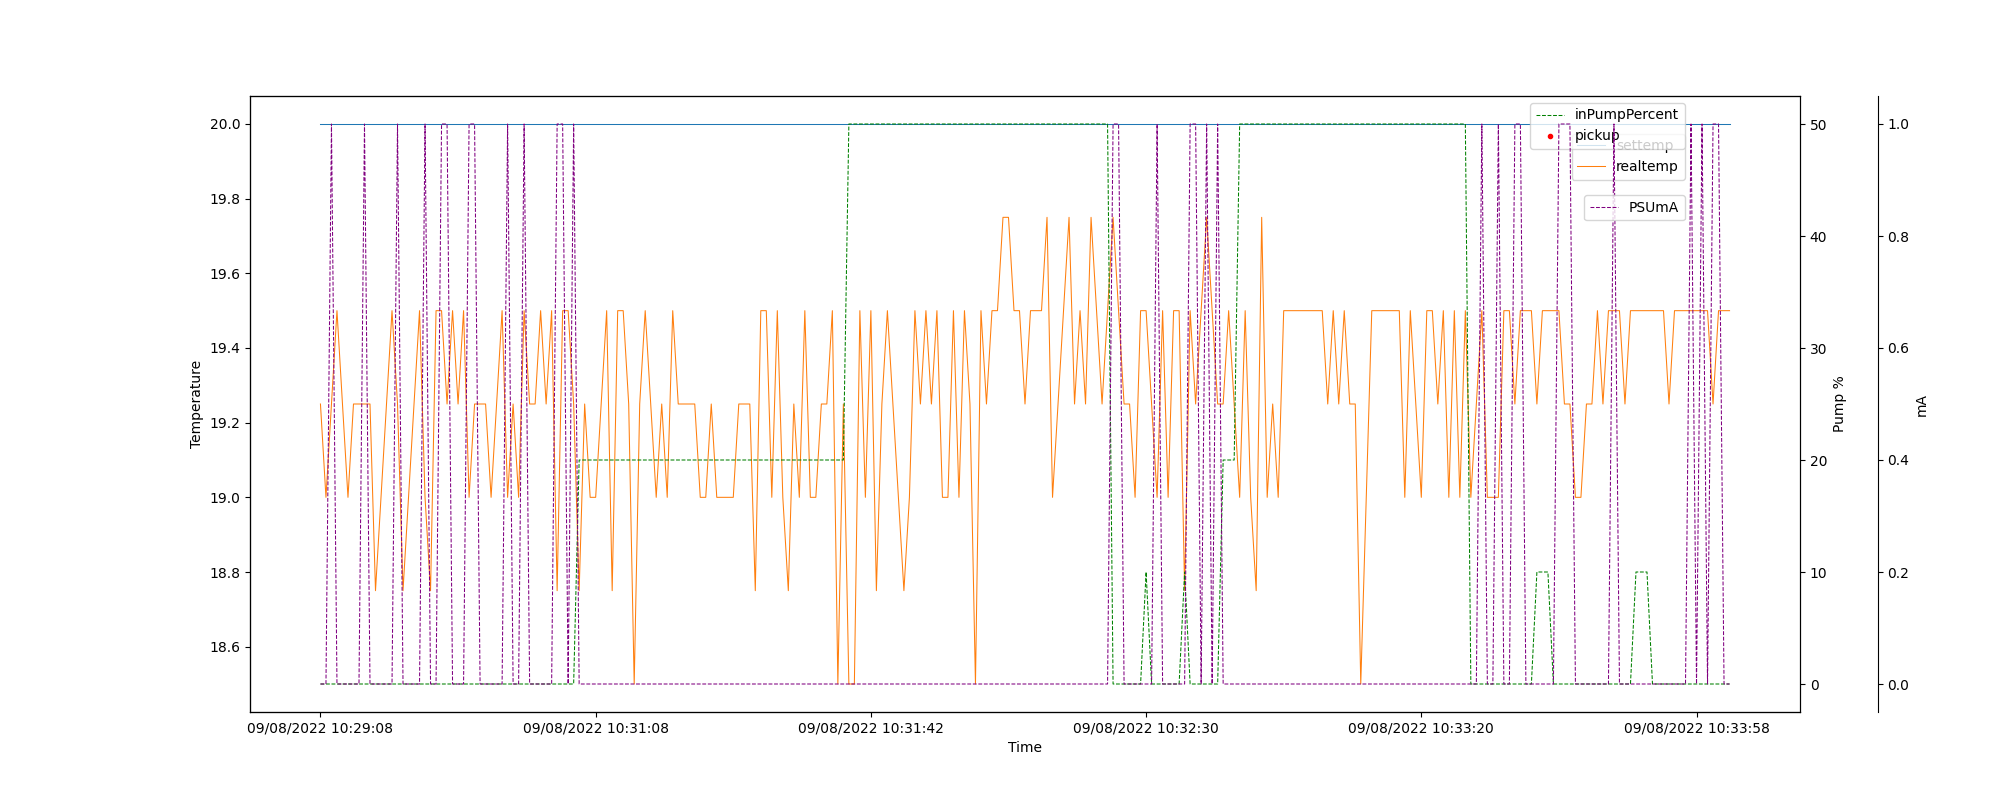 inPumpPercent
pickup
settemp
realtemp
PSUmA
20.0
19.8
19.6
19.4
19.2
19.0
18.8
18.6
Temperature
50
40
30
20
10
0
Pump %
1.0
0.8
0.6
0.4
0.2
0.0
mA
09/08/2022 10:29:08
09/08/2022 10:31:08
09/08/2022 10:31:42
09/08/2022 10:32:30
09/08/2022 10:33:20
09/08/2022 10:33:58
Time